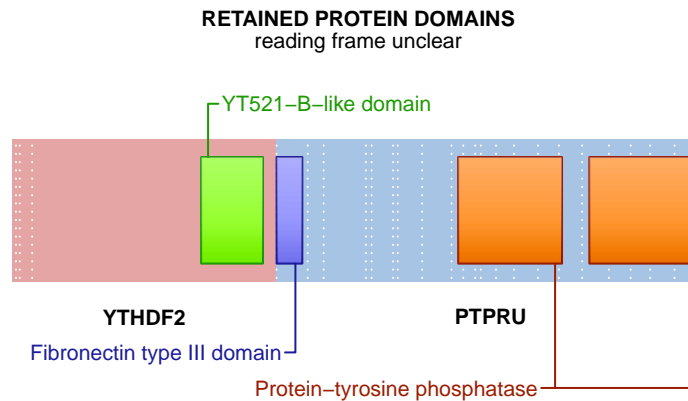 RETAINED PROTEIN DOMAINS
reading frame unclear
YT521−B−like domain
YTHDF2
PTPRU
Fibronectin type III domain
Protein−tyrosine phosphatase